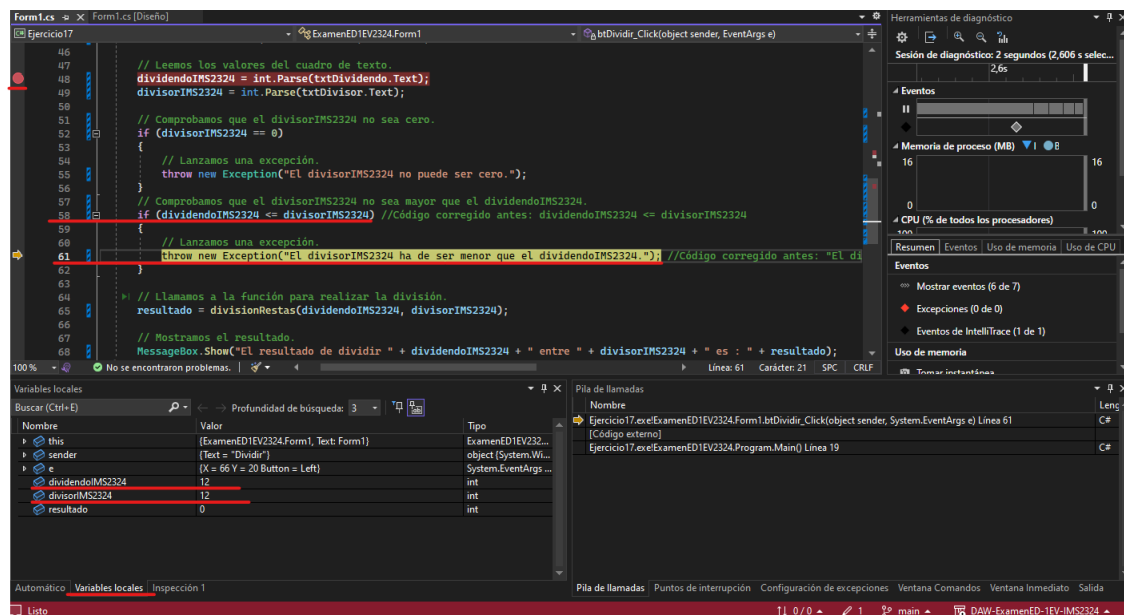 Form1.cs Form1.cs [Diseño]
Ejercicio17 ExamenED1EV2324.Form1 btDividir_Click(object sender, EventArgs e)
46
47 // Leemos los valores del cuadro de texto.
48 dividendoIMS2324 = int.Parse(txtDividendo.Text);
49 divisorIMS2324 = int.Parse(txtDivisor.Text);
50
51 // Comprobamos que el divisorIMS2324 no sea cero.
52 if (divisorIMS2324 == 0)
53 {
54 // Lanzamos una excepción.
55 throw new Exception("El divisorIMS2324 no puede ser cero.");
56 }
57 // Comprobamos que el divisorIMS2324 no sea mayor que el dividendoIMS2324.
58 if (dividendoIMS2324 <= divisorIMS2324) //Código corregido antes: dividendoIMS2324 <= divisorIMS2324
59 {
60 // Lanzamos una excepción.
61 throw new Exception("El divisorIMS2324 ha de ser menor que el dividendoIMS2324."); //Código corregido antes: "El di
62 }
63
64 // Llamamos a la función para realizar la división.
65 resultado = divisionRestas(dividendoIMS2324, divisorIMS2324);
66
67 // Mostramos el resultado.
68 MessageBox.Show("El resultado de dividir " + dividendoIMS2324 + " entre " + divisorIMS2324 + " es : " + resultado);
100 % No se encontraron problemas. Línea: 61 Carácter: 21 SPC CRLF
Herramientas de diagnóstico
Sesión de diagnóstico: 2 segundos (2,606 s selec...
2,6s
Eventos
Memoria de proceso (MB) I B
16 16
0 0
CPU (% de todos los procesadores)
100 100
Resumen Eventos Uso de memoria Uso de CPU
Eventos
Mostrar eventos (6 de 7)
Excepciones (0 de 0)
Eventos de IntelliTrace (1 de 1)
Uso de memoria
Tomar instantánea
Variables locales
Buscar (Ctrl+E) Profundidad de búsqueda: 3
Nombre Valor Tipo
this {ExamenED1EV2324.Form1, Text: Form1} ExamenED1EV232...
sender {Text = "Dividir"} object {System.Wi...
e {X = 66 Y = 20 Button = Left} System.EventArgs ...
dividendoIMS2324 12 int
divisorIMS2324 12 int
resultado 0 int
Automático Variables locales Inspección 1
Pila de llamadas
Nombre Leng
Ejercicio17.exe!ExamenED1EV2324.Form1.btDividir_Click(object sender, System.EventArgs e) Línea 61 C#
[Código externo]
Ejercicio17.exe!ExamenED1EV2324.Program.Main() Línea 19 C#
Pila de llamadas Puntos de interrupción Configuración de excepciones Ventana Comandos Ventana Inmediato Salida
Listo 0 / 0 1 main DAW-ExamenED-1EV-IMS2324